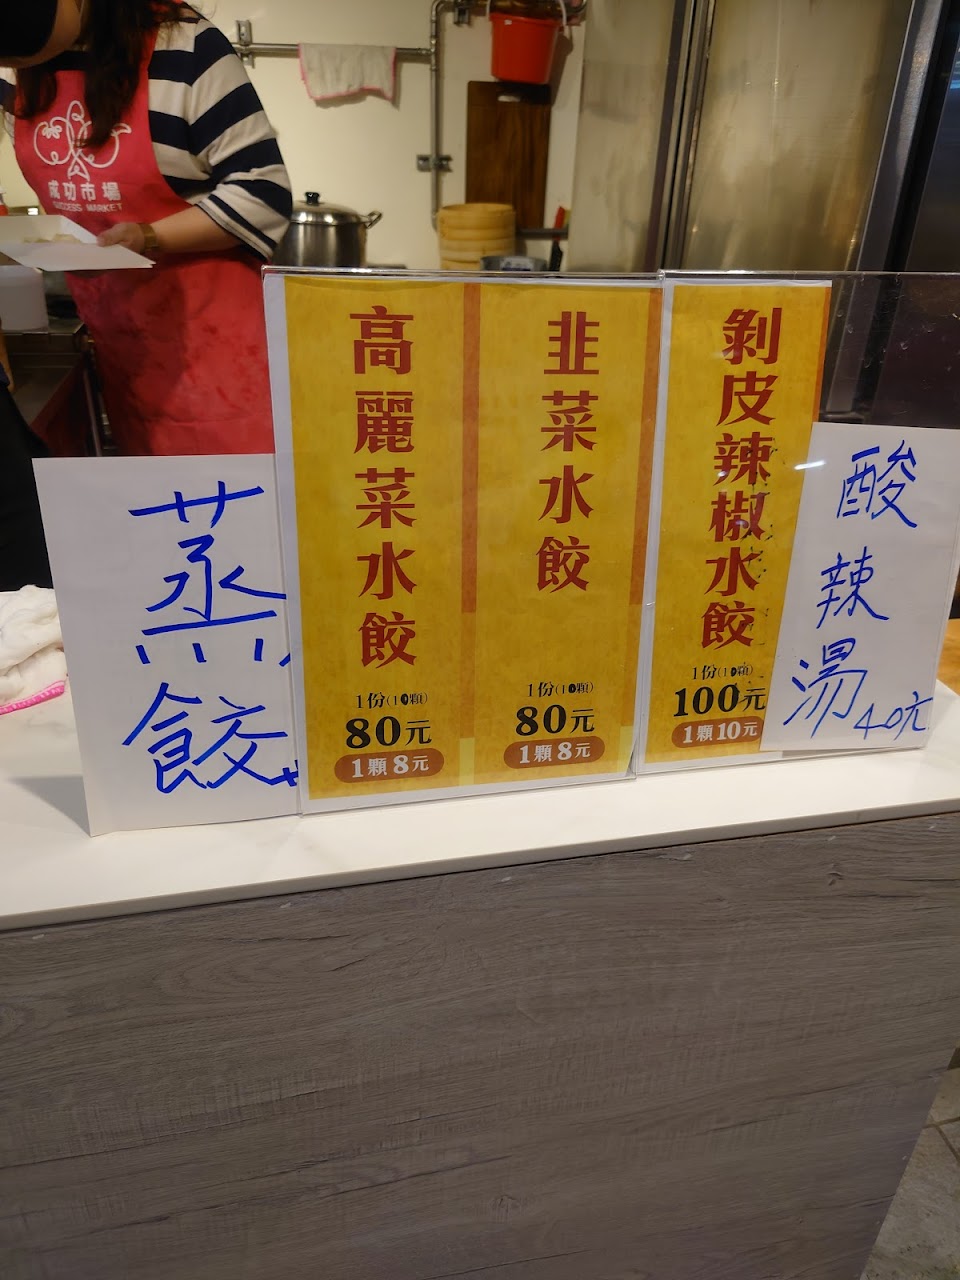 成功市場
SUCCESS MARKET
蒸餃
高麗菜水餃
1份(10顆)
80元
1顆8元
韭菜水餃
1份(10顆)
80元
1顆8元
剝皮辣椒水餃
1份(10顆)
100元
1顆10元
酸辣湯40元